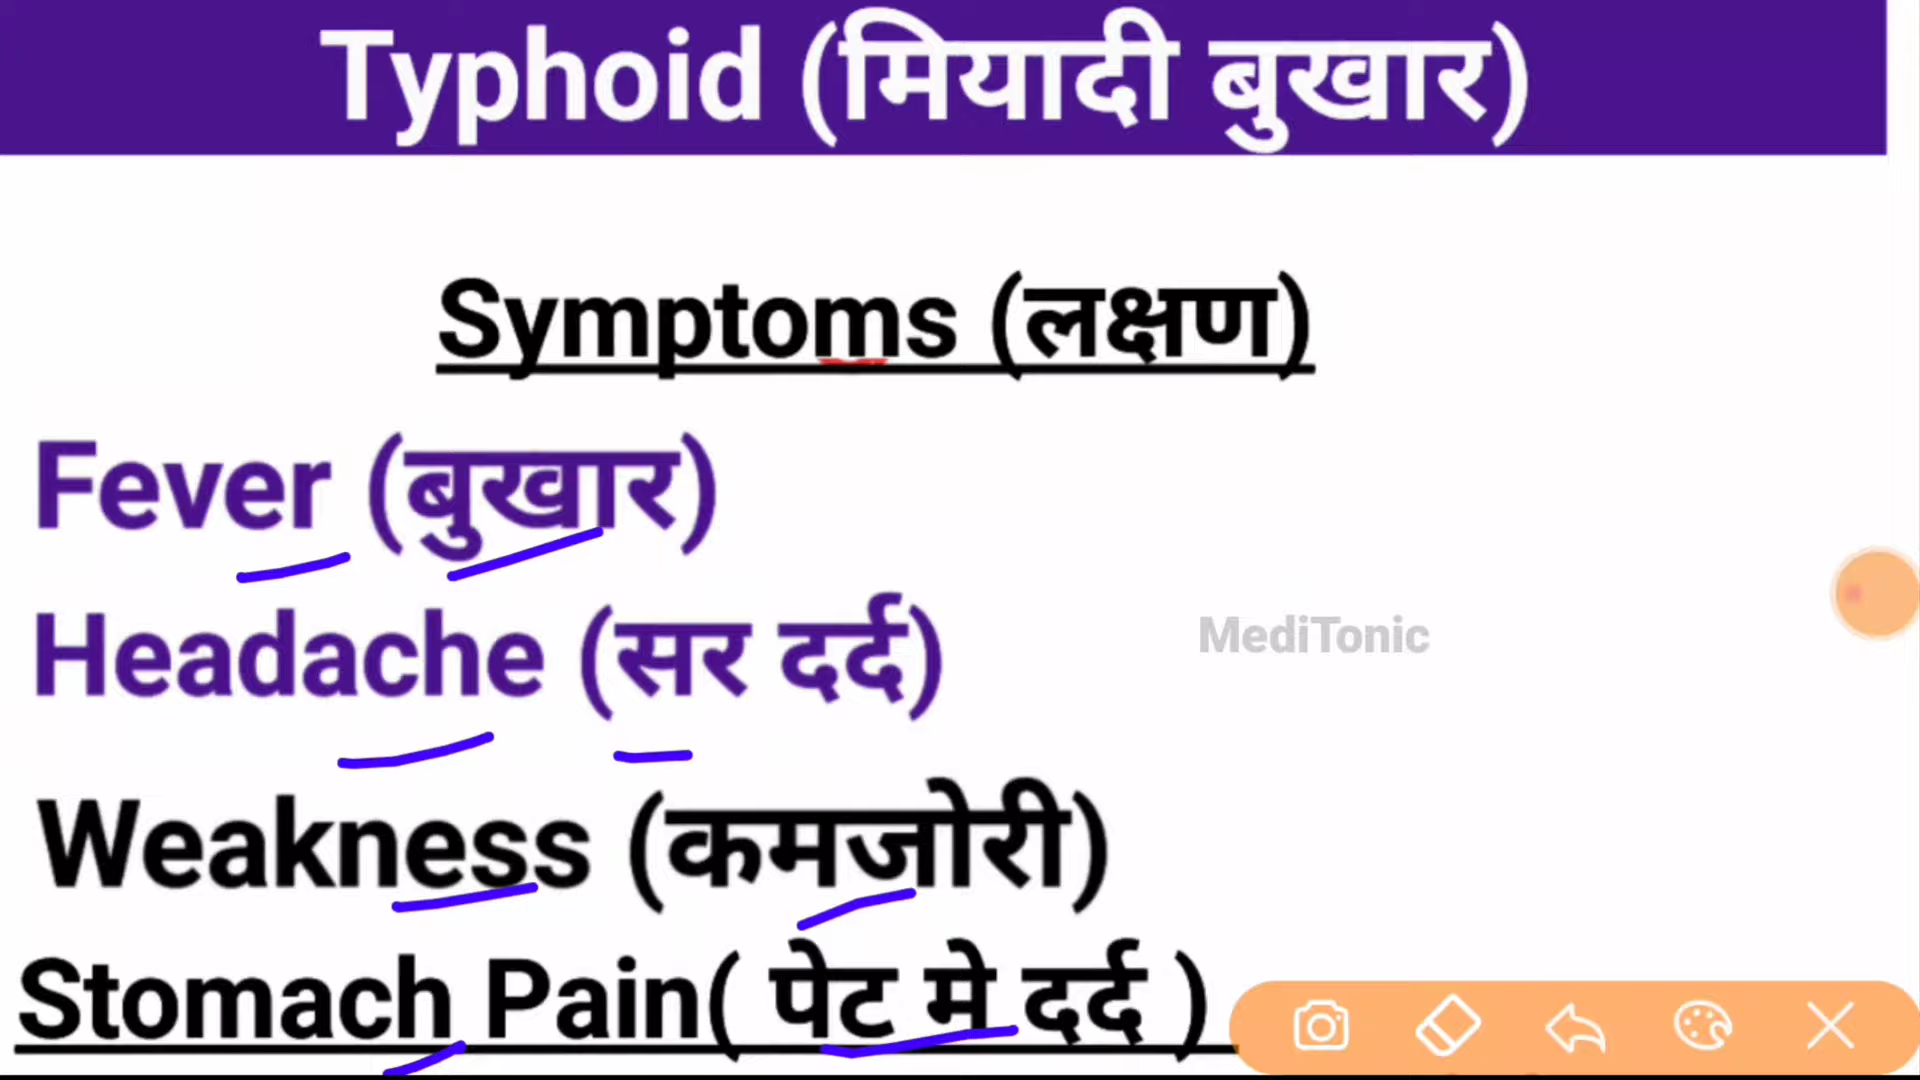 Typhoid (मियादी बुखार)
Symptoms (लक्षण)
Fever (बुखार)
Headache (सर दर्द)
MediTonic
Weakness (कमजोरी)
Stomach Pain( पेट मे दर्द )